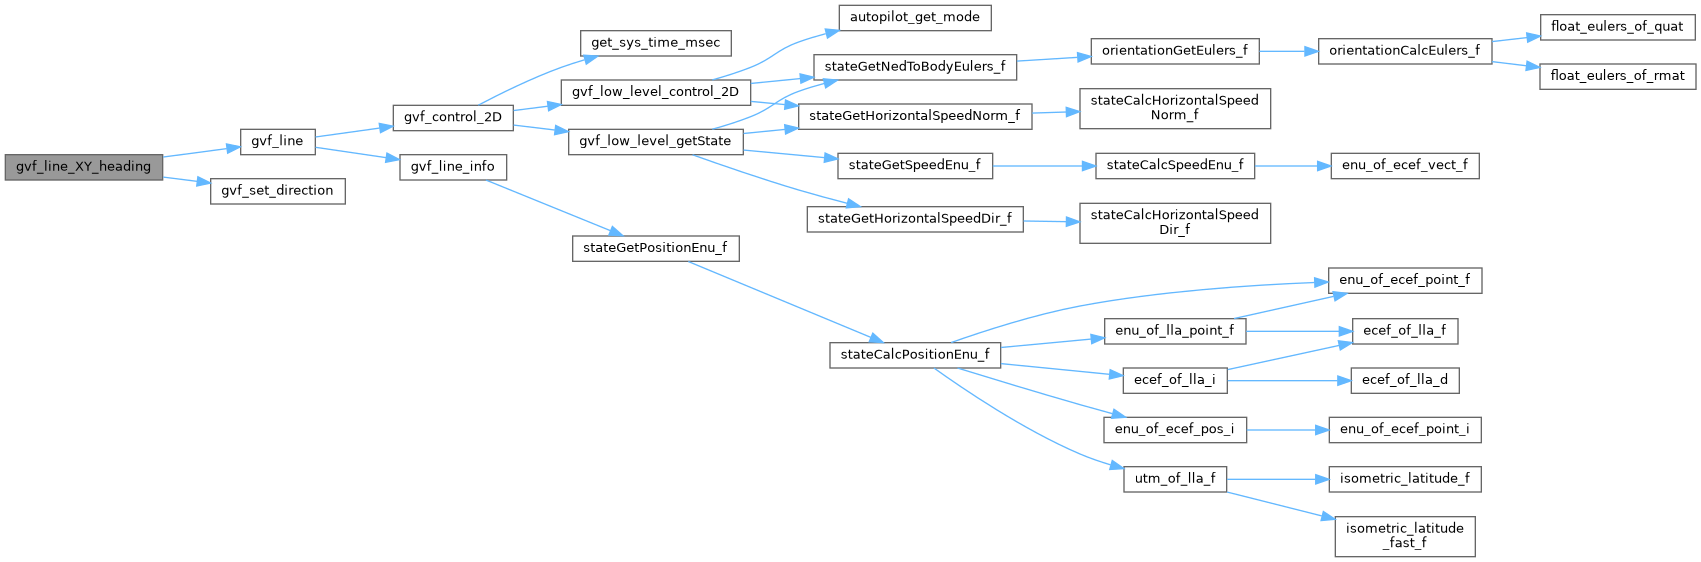 gvf_line_XY_heading
gvf_line
gvf_set_direction
gvf_control_2D
gvf_line_info
get_sys_time_msec
gvf_low_level_control_2D
gvf_low_level_getState
stateGetPositionEnu_f
autopilot_get_mode
stateGetNedToBodyEulers_f
stateGetHorizontalSpeedNorm_f
stateGetSpeedEnu_f
stateGetHorizontalSpeedDir_f
stateCalcPositionEnu_f
orientationGetEulers_f
stateCalcHorizontalSpeed
Norm_f
stateCalcSpeedEnu_f
stateCalcHorizontalSpeed
Dir_f
enu_of_lla_point_f
ecef_of_lla_i
enu_of_ecef_pos_i
utm_of_lla_f
orientationCalcEulers_f
enu_of_ecef_vect_f
enu_of_ecef_point_f
ecef_of_lla_f
ecef_of_lla_d
enu_of_ecef_point_i
isometric_latitude_f
isometric_latitude
_fast_f
float_eulers_of_quat
float_eulers_of_rmat